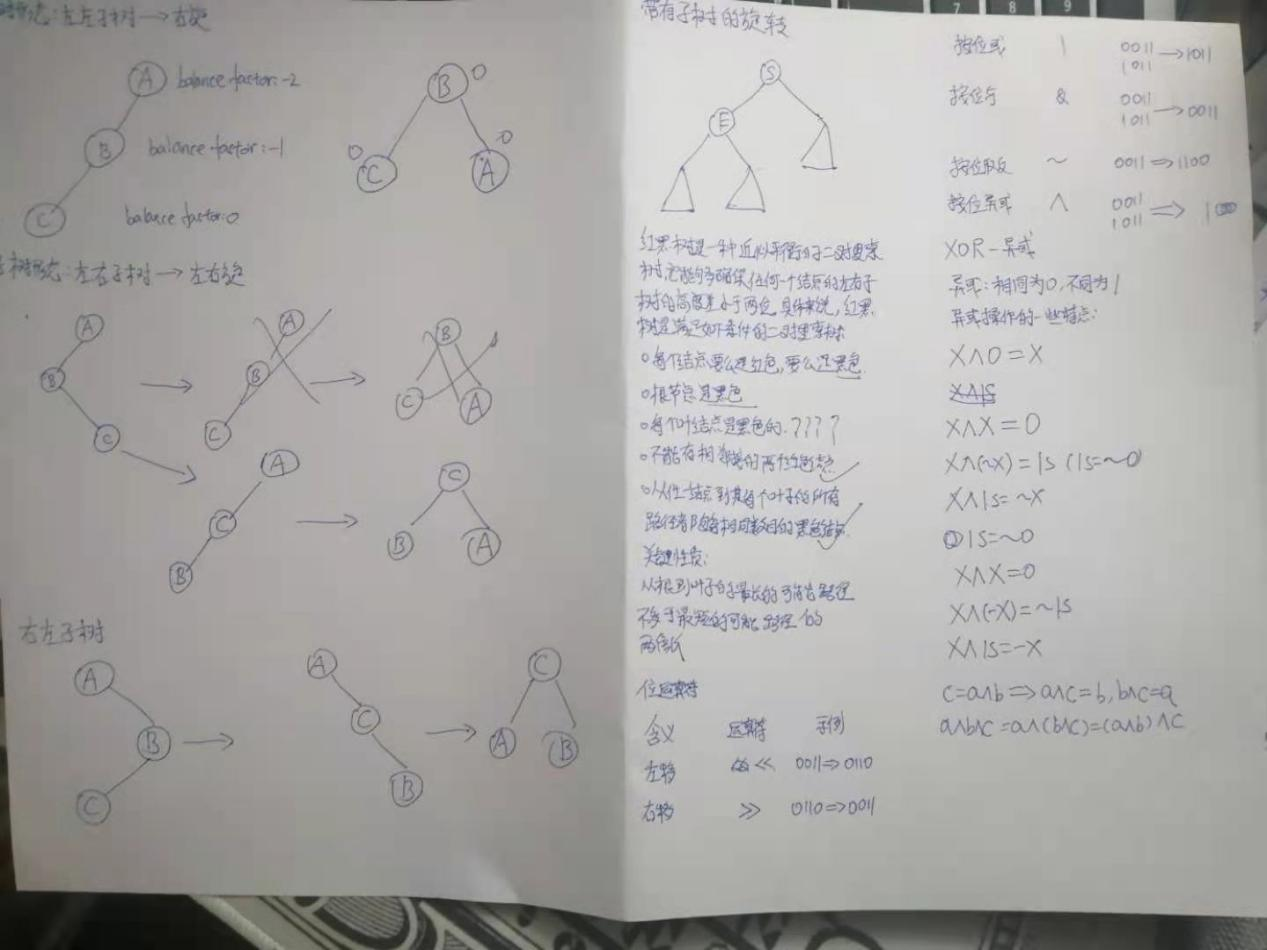 树形态:左左子树→右旋
A balance factor:-2
B balance factor:-1
C balance factor:0
B 0
0 C
A 0
树形态:左右子树→左右旋
A
B
C
A
B
C
B
C
A
A
C
B
C
B
A
右左子树
A
B
C
A
C
B
C
A
B
带有子树的旋转
S
E
红黑树是一种近似平衡的二叉搜索
树,它能够确保任何一个结点的左右子
树的高度差小于两倍,具体来说,红黑
树是满足如下条件的二叉搜索树
○每个结点要么是红色,要么是黑色
○根节点是黑色
○每个叶结点是黑色的.????
○不能有相邻接的两个红色结点
○从任一结点到其每个叶子的所有
路径都包含相同数目的黑色结点.
关键性质:
从根到叶子的最长的可能路径
不多于最短的可能路径的
两倍长
位运算符
含义 运算符 示例
左移 << 0011⇒0110
右移 >> 0110⇒0011
按位或 | 0011
1011 →1011
按位与 & 0011
1011 →0011
按位取反 ~ 0011⇒1100
按位异或 ^ 0011
1011 ⇒ 1
XOR-异或
异或:相同为0,不同为1
异或操作的一些特点:
X^0=X
X^1s
X^X=0
X^(~X)=1s (1s=~0)
X^1s=~X
1s=~0
X^X=0
X^(-X)=~1s
X^1s=-X
c=a^b⇒a^c=b,b^c=a
a^b^c=a^(b^c)=(a^b)^c